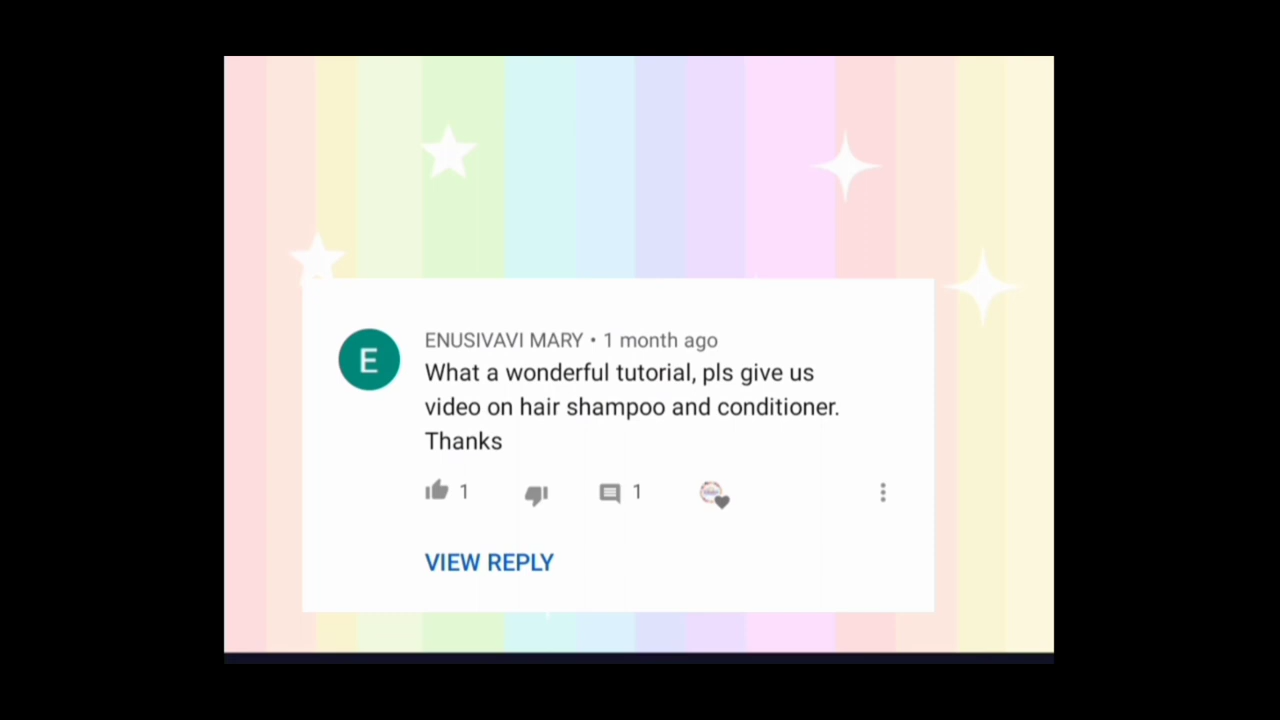 E
ENUSIVAVI MARY • 1 month ago
What a wonderful tutorial, pls give us
video on hair shampoo and conditioner.
Thanks
1 1
VIEW REPLY